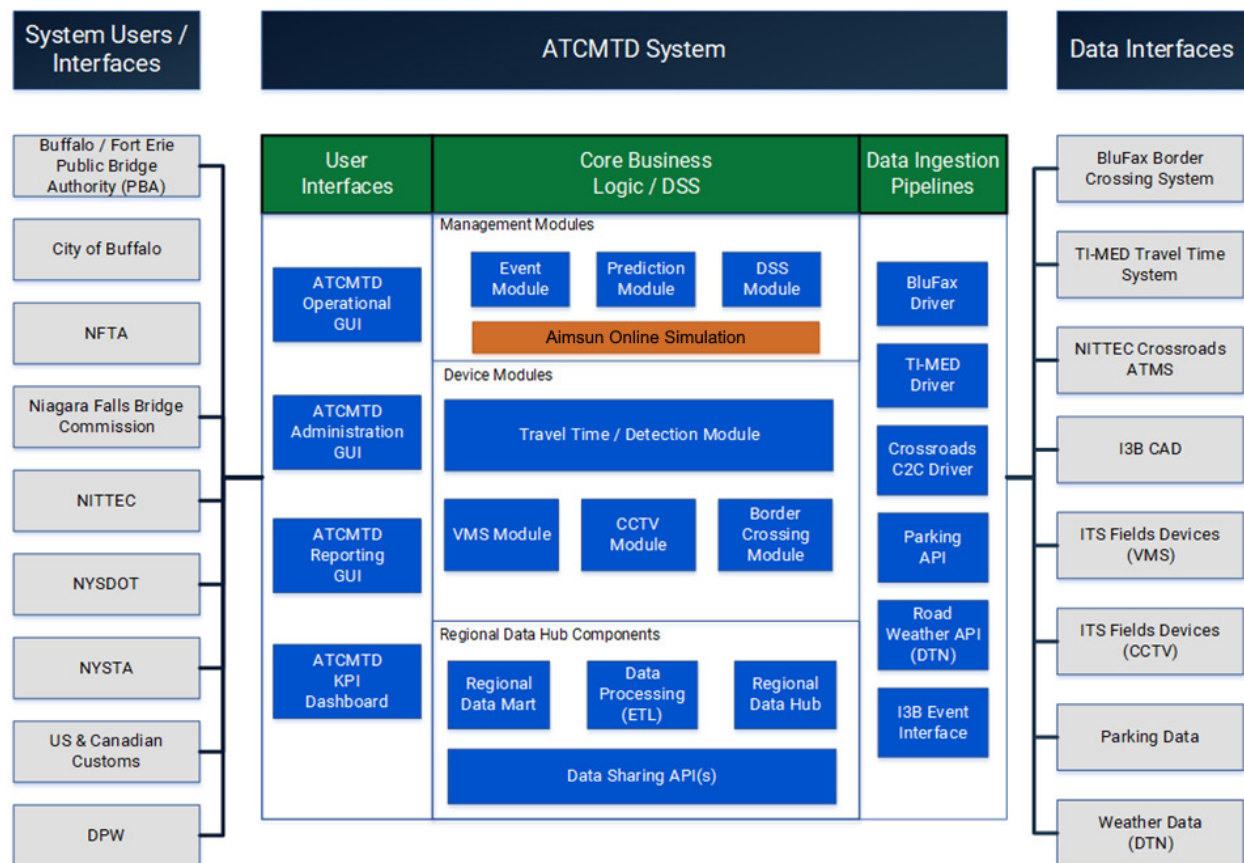 System Users /
Interfaces
ATCMTD System
Data Interfaces
Buffalo / Fort Erie
Public Bridge
Authority (PBA)
City of Buffalo
NFTA
Niagara Falls Bridge
Commission
NITTEC
NYSDOT
NYSTA
US & Canadian
Customs
DPW
User
Interfaces
ATCMTD
Operational
GUI
ATCMTD
Administration
GUI
ATCMTD
Reporting
GUI
ATCMTD
KPI
Dashboard
Core Business
Logic / DSS
Management Modules
Event
Module
Prediction
Module
DSS
Module
Aimsun Online Simulation
Device Modules
Travel Time / Detection Module
VMS Module
CCTV
Module
Border
Crossing
Module
Regional Data Hub Components
Regional
Data Mart
Data
Processing
(ETL)
Regional
Data Hub
Data Sharing API(s)
Data Ingestion
Pipelines
BluFax
Driver
TI-MED
Driver
Crossroads
C2C Driver
Parking
API
Road
Weather API
(DTN)
I3B Event
Interface
BluFax Border
Crossing System
TI-MED Travel Time
System
NITTEC Crossroads
ATMS
I3B CAD
ITS Fields Devices
(VMS)
ITS Fields Devices
(CCTV)
Parking Data
Weather Data
(DTN)